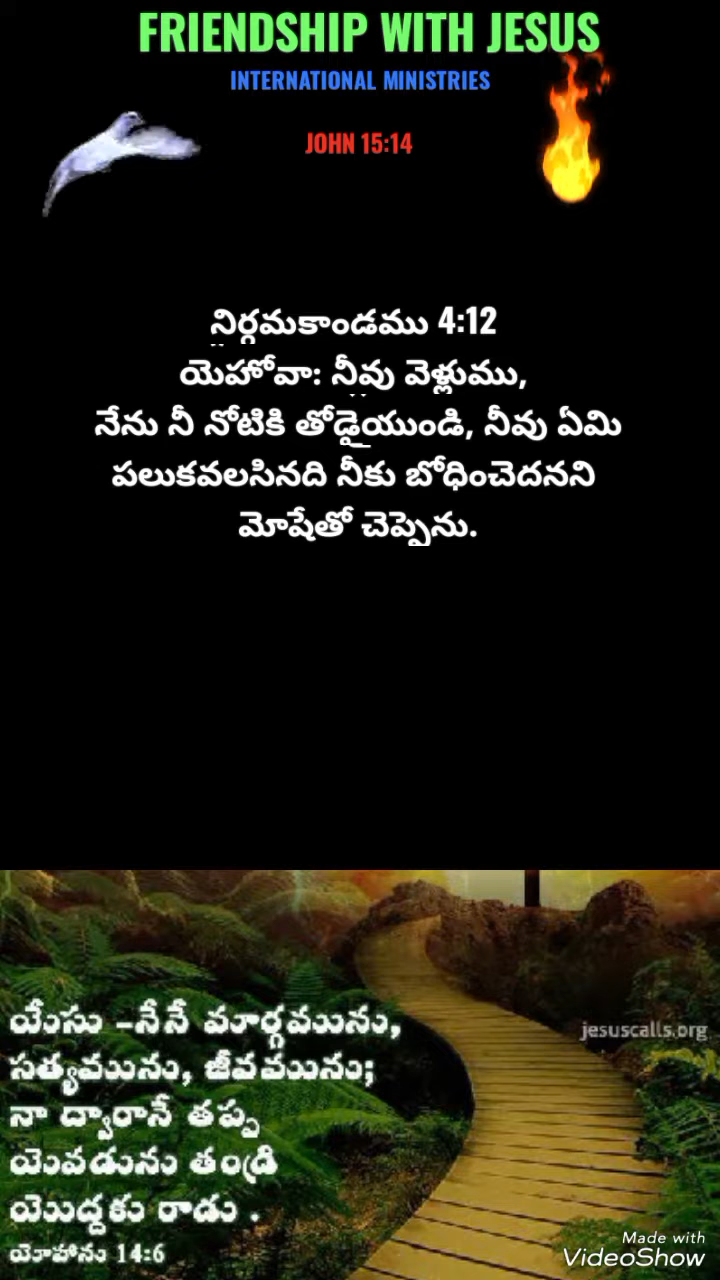 FRIENDSHIP WITH JESUS
INTERNATIONAL MINISTRIES
JOHN 15:14
నిర్గమకాండము 4:12
యెహోవా: నీవు వెళ్లుము,
నేను నీ నోటికి తోడైయుండి, నీవు ఏమి
పలుకవలసినది నీకు బోధించెదనని
మోషేతో చెప్పెను.
యేసు –నేనే మార్గమును,
సత్యమును, జీవమును;
నా ద్వారానే తప్ప
యెవడును తండ్రి
యొద్దకు రాడు .
యోహాను 14:6
jesuscalls.org
Made with
VideoShow